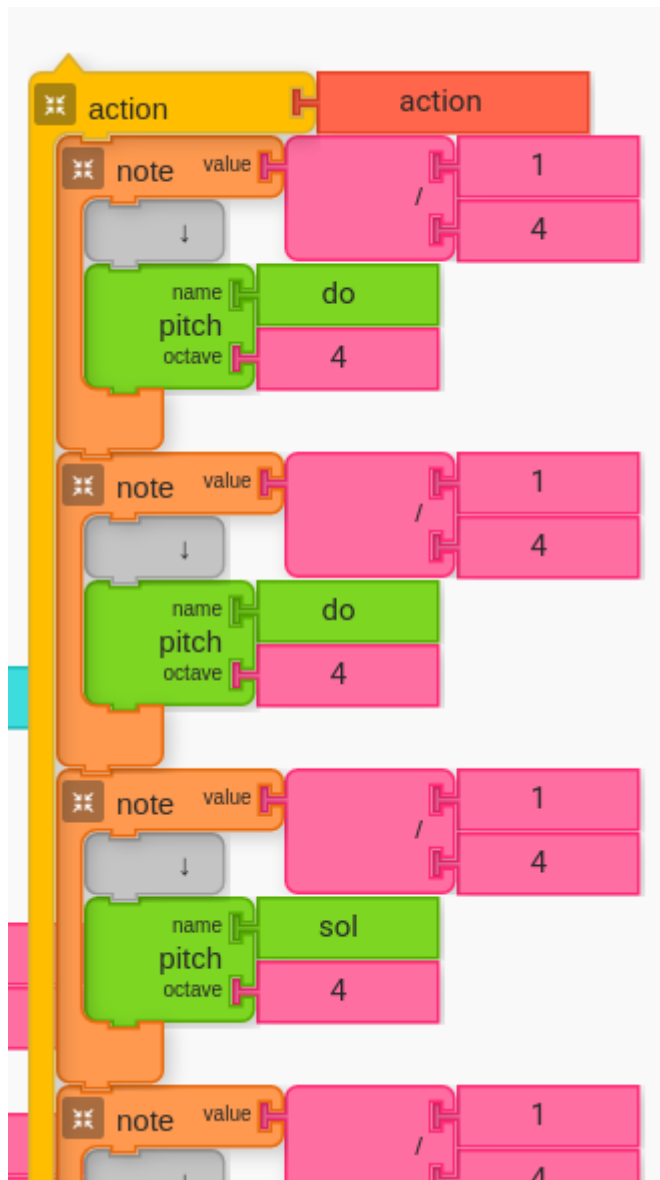 action action
note value / 1
4
↓
name do
pitch
octave 4
note value / 1
4
↓
name do
pitch
octave 4
note value / 1
4
↓
name sol
pitch
octave 4
note value / 1
4